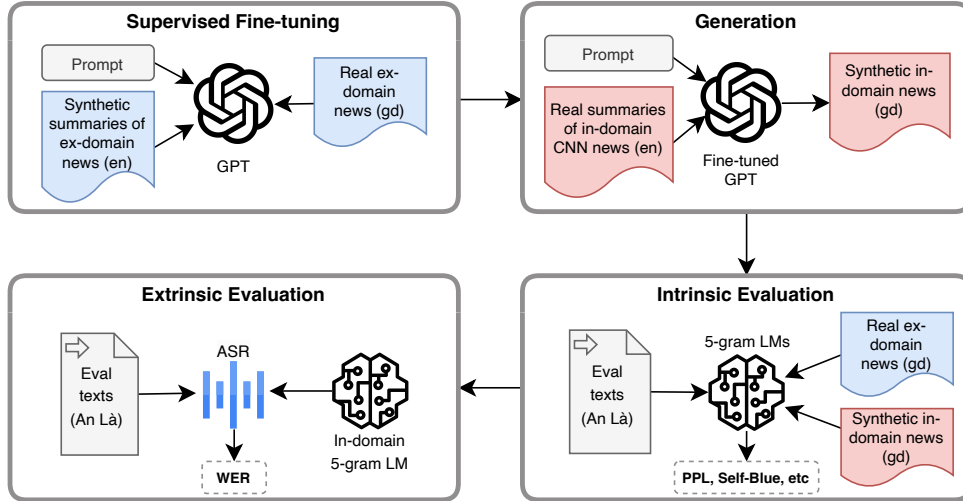 Supervised Fine-tuning
Prompt
Synthetic
summaries of
ex-domain
news (en)
GPT
Real ex-
domain
news (gd)
Generation
Prompt
Real summaries
of in-domain
CNN news (en)
Fine-tuned
GPT
Synthetic in-
domain news
(gd)
Extrinsic Evaluation
Eval
texts
(An Là)
ASR
WER
In-domain
5-gram LM
Intrinsic Evaluation
Eval
texts
(An Là)
5-gram LMs
PPL, Self-Blue, etc
Real ex-
domain
news (gd)
Synthetic in-
domain news
(gd)